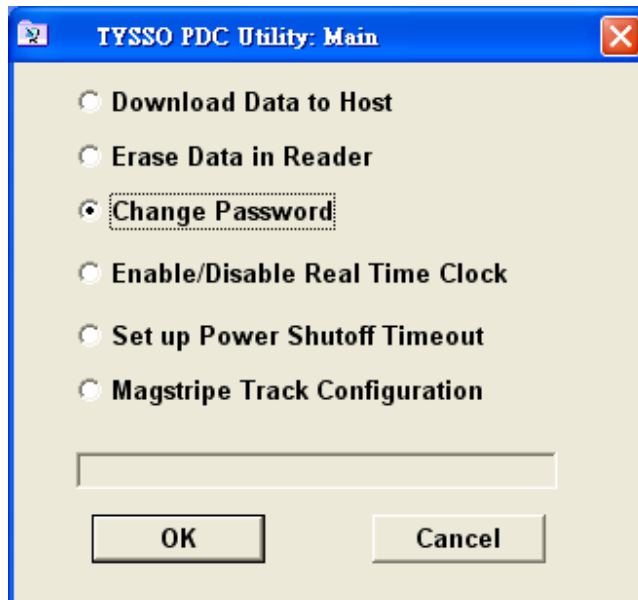 TYSSO PDC Utility: Main
Download Data to Host
Erase Data in Reader
Change Password
Enable/Disable Real Time Clock
Set up Power Shutoff Timeout
Magstripe Track Configuration
OK Cancel